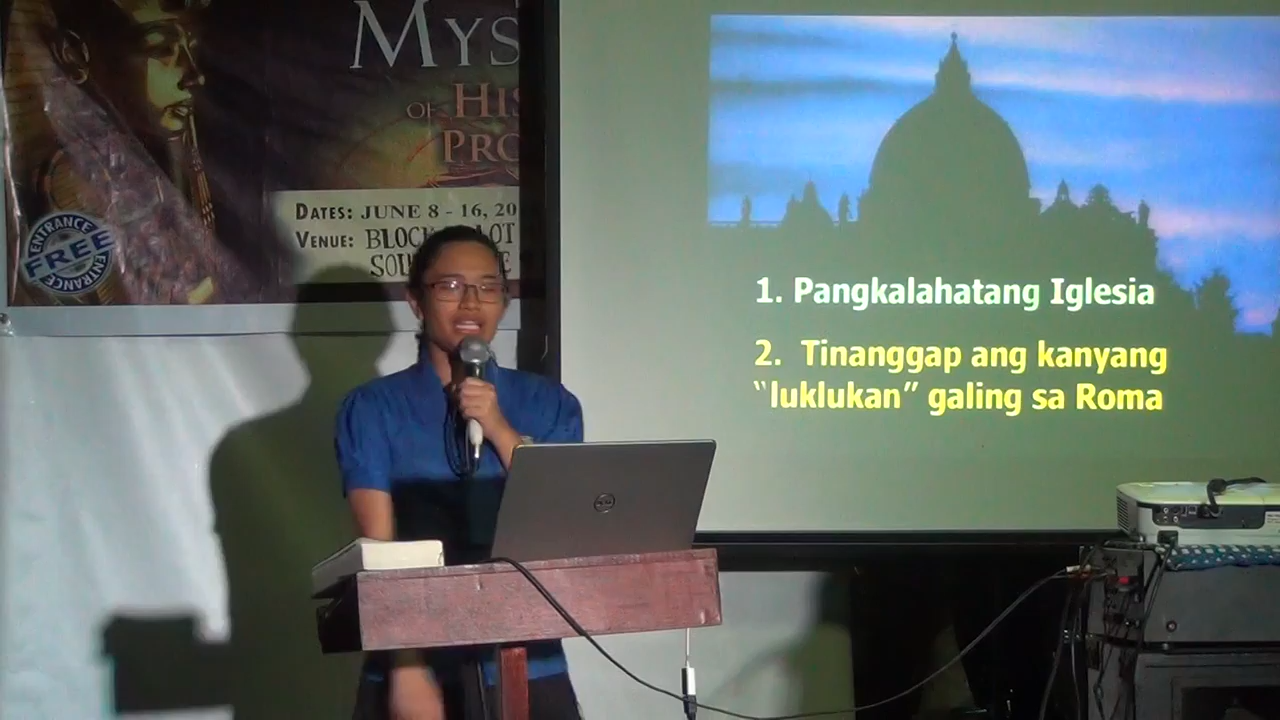 MYS
OF HIS
PRO
DATES: JUNE 8 - 16, 20
VENUE: BLOCK LOT
ENTRANCE
FREE
ENTRANCE
1. Pangkalahatang Iglesia
2. Tinanggap ang kanyang
“luklukan” galing sa Roma